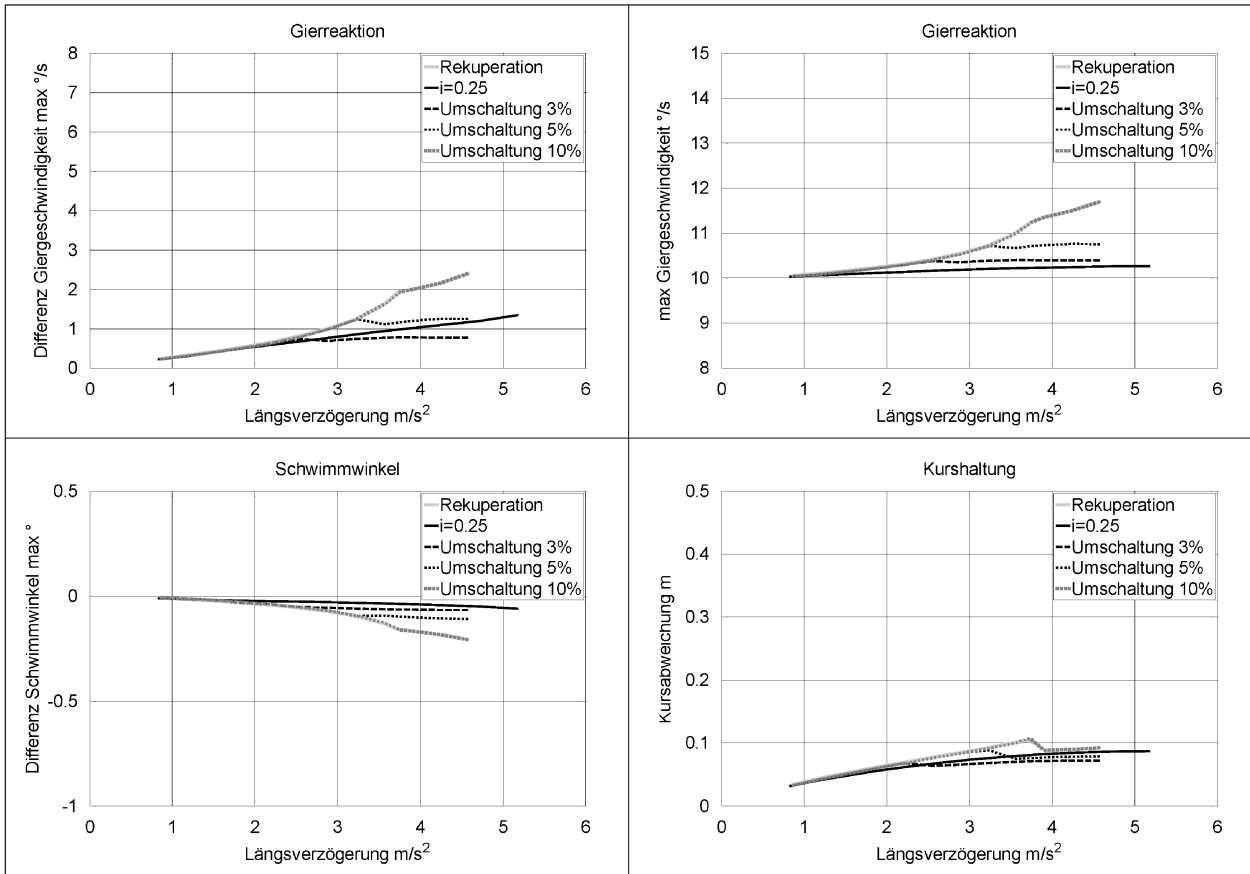 Gierreaktion
Differenz Giergeschwindigkeit max °/s
8
7
6
5
4
3
2
1
0
Rekuperation
i=0.25
Umschaltung 3%
Umschaltung 5%
Umschaltung 10%
0 1 2 3 4 5 6
Längsverzögerung m/s²
Gierreaktion
max Giergeschwindigkeit °/s
15
14
13
12
11
10
9
8
Rekuperation
i=0.25
Umschaltung 3%
Umschaltung 5%
Umschaltung 10%
0 1 2 3 4 5 6
Längsverzögerung m/s²
Schwimmwinkel
Differenz Schwimmwinkel max °
0.5
0
-0.5
-1
Rekuperation
i=0.25
Umschaltung 3%
Umschaltung 5%
Umschaltung 10%
0 1 2 3 4 5 6
Längsverzögerung m/s²
Kurshaltung
Kursabweichung m
0.5
0.4
0.3
0.2
0.1
0
Rekuperation
i=0.25
Umschaltung 3%
Umschaltung 5%
Umschaltung 10%
0 1 2 3 4 5 6
Längsverzögerung m/s²